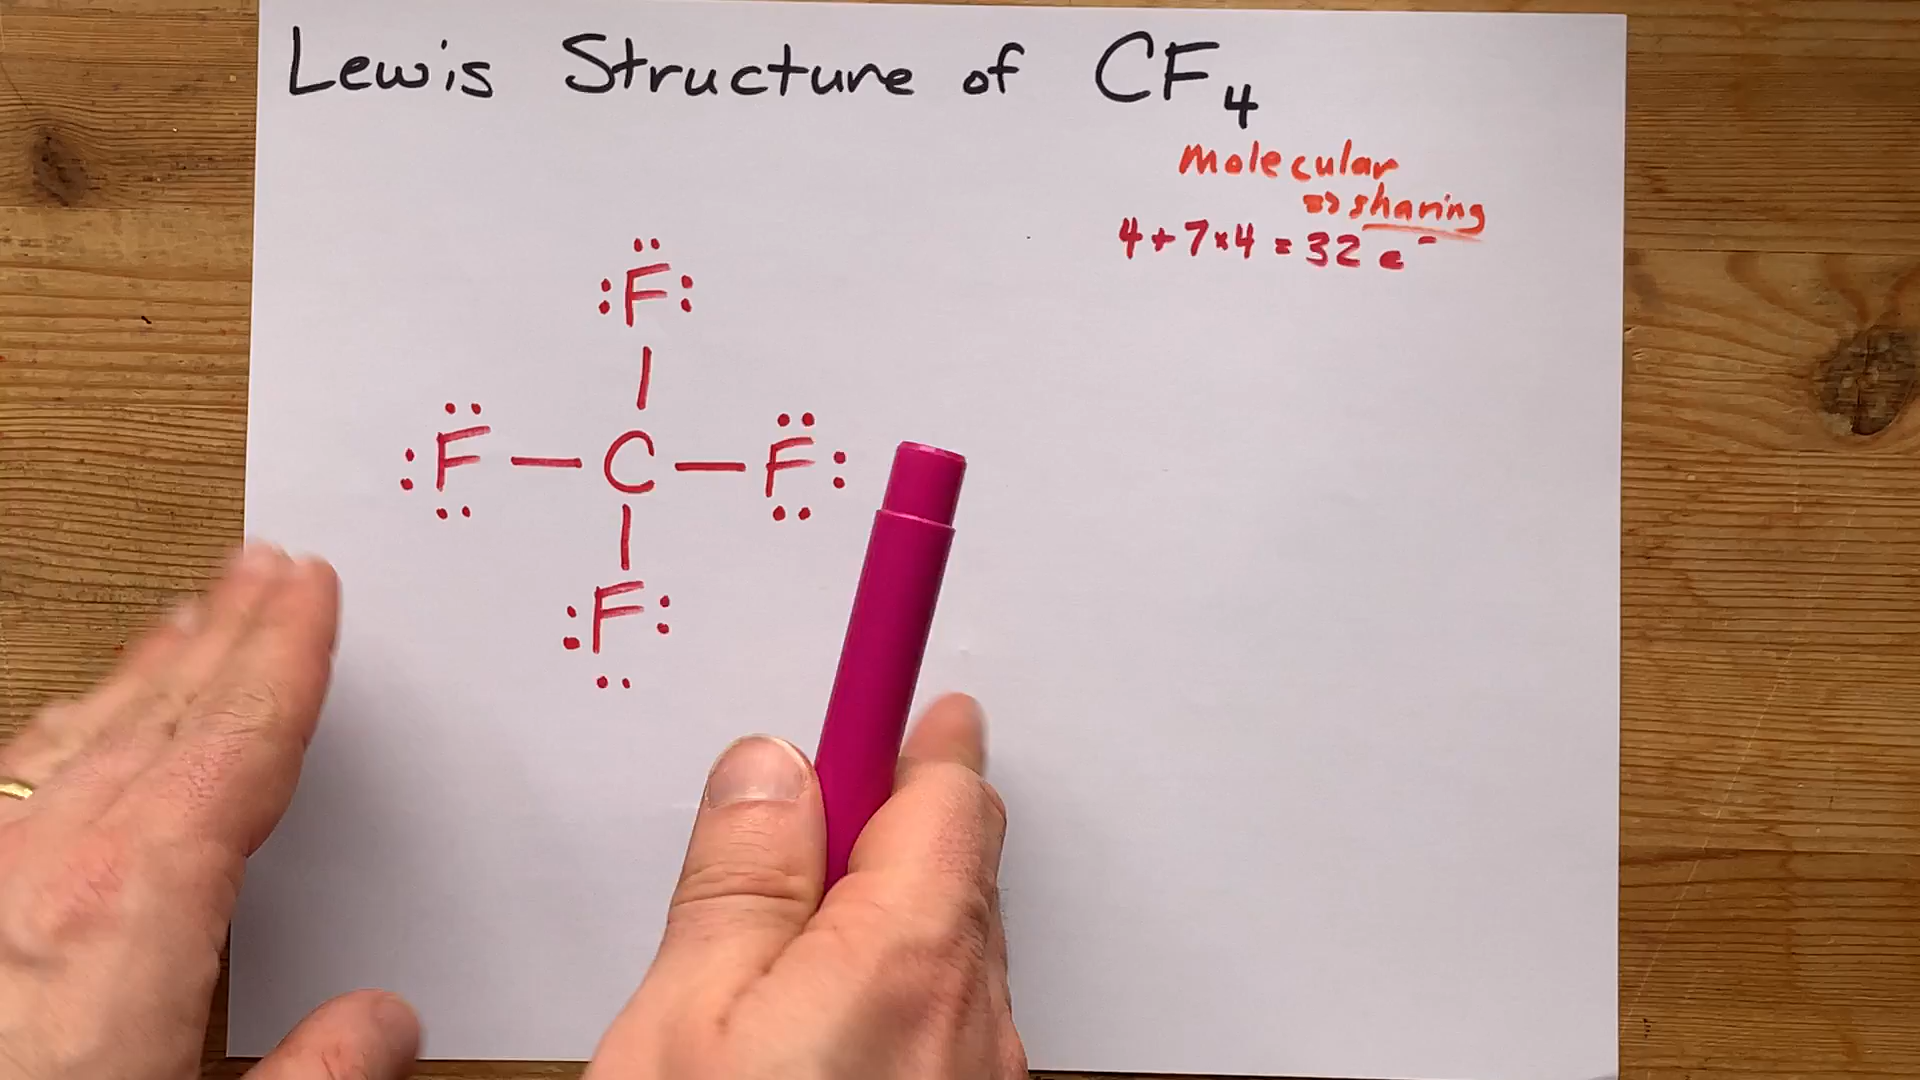 Lewis Structure of CF₄
Molecular
⇒ sharing
4 + 7×4 = 32 e⁻
F
F — C — F
F